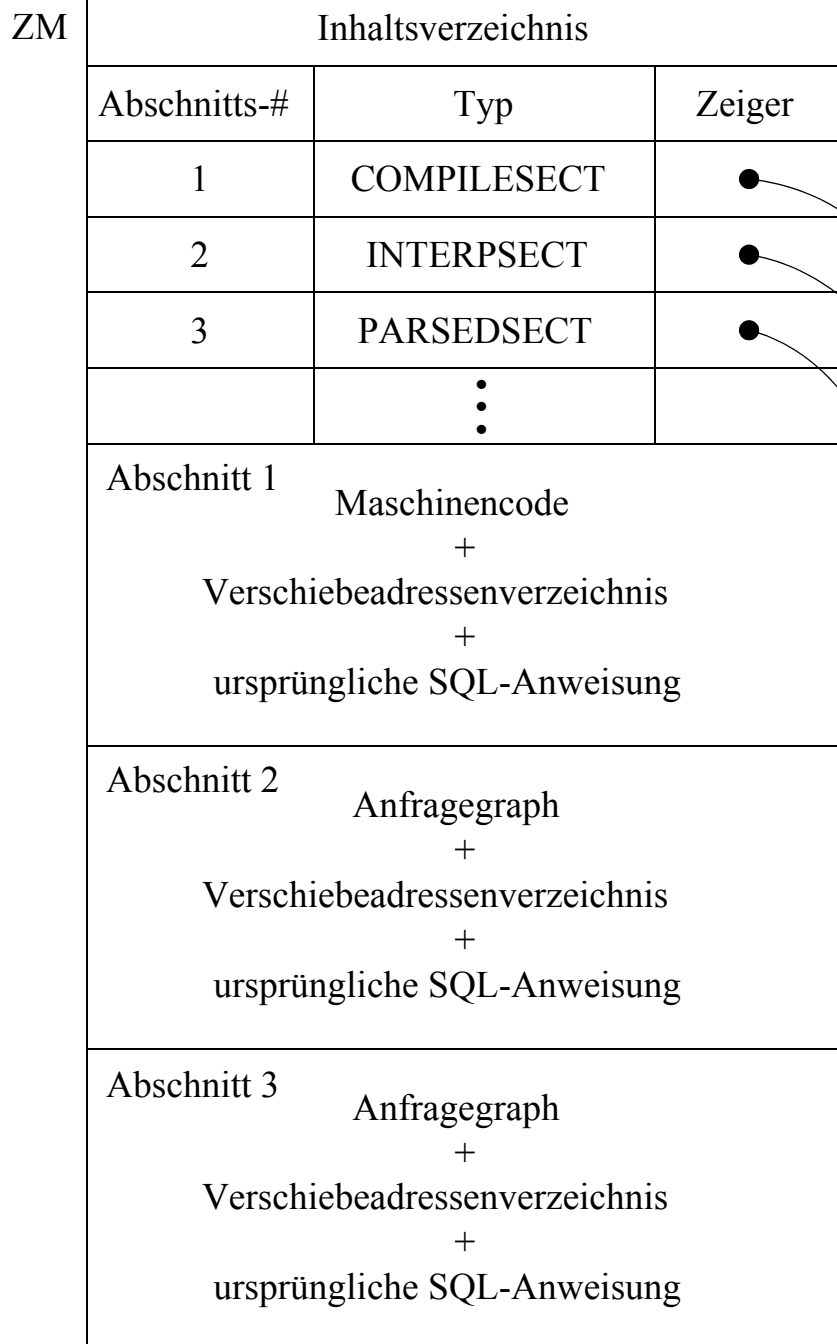 ZM Inhaltsverzeichnis
Abschnitts-# Typ Zeiger
1 COMPILESECT
2 INTERPSECT
3 PARSEDSECT
Abschnitt 1
Maschinencode
+
Verschiebeadressenverzeichnis
+
ursprüngliche SQL-Anweisung
Abschnitt 2
Anfragegraph
+
Verschiebeadressenverzeichnis
+
ursprüngliche SQL-Anweisung
Abschnitt 3
Anfragegraph
+
Verschiebeadressenverzeichnis
+
ursprüngliche SQL-Anweisung